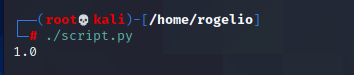 ┌──(root💀kali)-[/home/rogelio]
└─# ./script.py
1.0